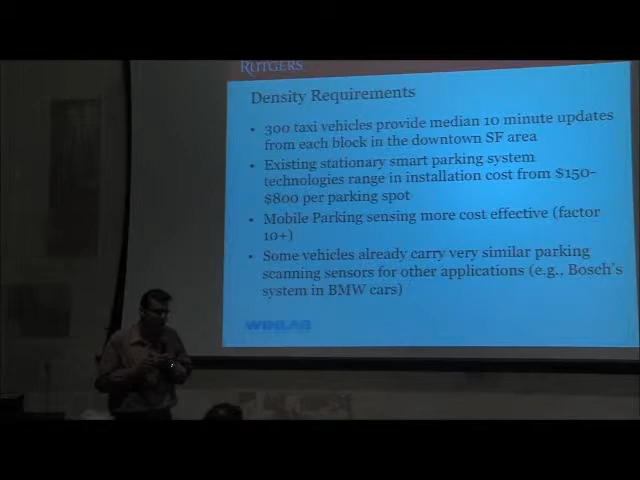 RUTGERS
Density Requirements
• 300 taxi vehicles provide median 10 minute updates
from each block in the downtown SF area
• Existing stationary smart parking system
technologies range in installation cost from $150-
$800 per parking spot
• Mobile Parking sensing more cost effective (factor
10+)
• Some vehicles already carry very similar parking
scanning sensors for other applications (e.g., Bosch's
system in BMW cars)
WINLAB